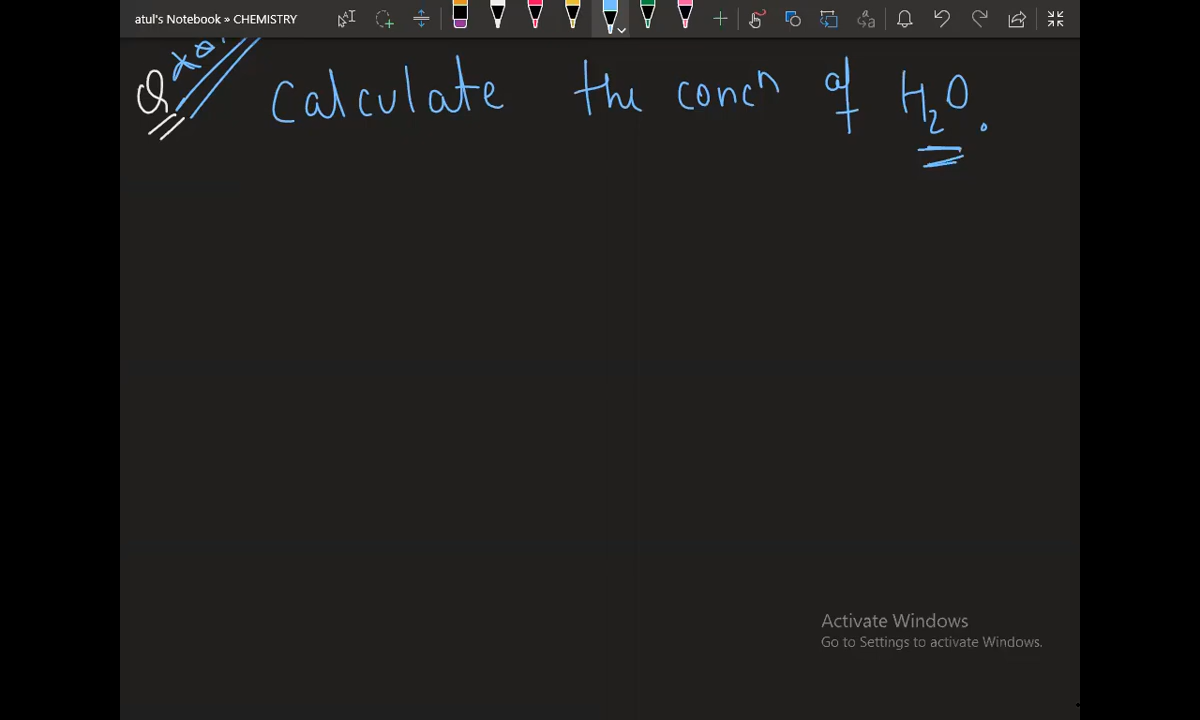 atul's Notebook » CHEMISTRY
Q Calculate the concn of H2O.
Activate Windows
Go to Settings to activate Windows.